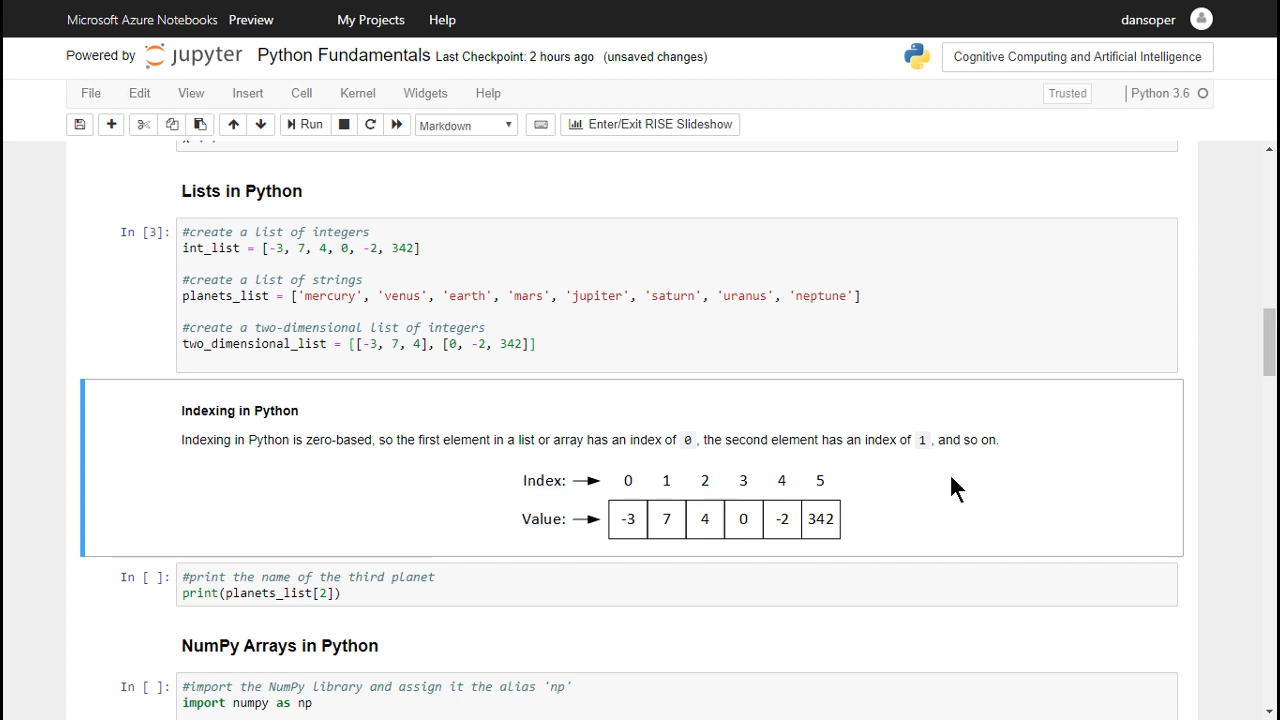 Microsoft Azure Notebooks Preview My Projects Help dansoper
Powered by jupyter Python Fundamentals Last Checkpoint: 2 hours ago (unsaved changes) Cognitive Computing and Artificial Intelligence
File Edit View Insert Cell Kernel Widgets Help Trusted Python 3.6
Run Markdown Enter/Exit RISE Slideshow
Lists in Python
In [3]: #create a list of integers
int_list = [-3, 7, 4, 0, -2, 342]
#create a list of strings
planets_list = ['mercury', 'venus', 'earth', 'mars', 'jupiter', 'saturn', 'uranus', 'neptune']
#create a two-dimensional list of integers
two_dimensional_list = [[-3, 7, 4], [0, -2, 342]]
Indexing in Python
Indexing in Python is zero-based, so the first element in a list or array has an index of 0, the second element has an index of 1, and so on.
Index: 0 1 2 3 4 5
Value: -3 7 4 0 -2 342
In [ ]: #print the name of the third planet
print(planets_list[2])
NumPy Arrays in Python
In [ ]: #import the NumPy library and assign it the alias 'np'
import numpy as np